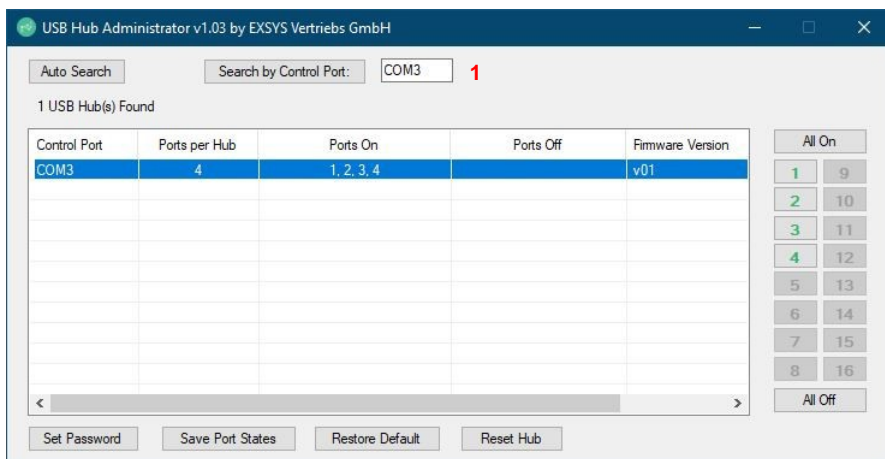 USB Hub Administrator v1.03 by EXSYS Vertriebs GmbH
Auto Search Search by Control Port: COM3 1
1 USB Hub(s) Found
Control Port Ports per Hub Ports On Ports Off Firmware Version
COM3 4 1, 2, 3, 4 v01
All On
1 9
2 10
3 11
4 12
5 13
6 14
7 15
8 16
All Off
Set Password Save Port States Restore Default Reset Hub